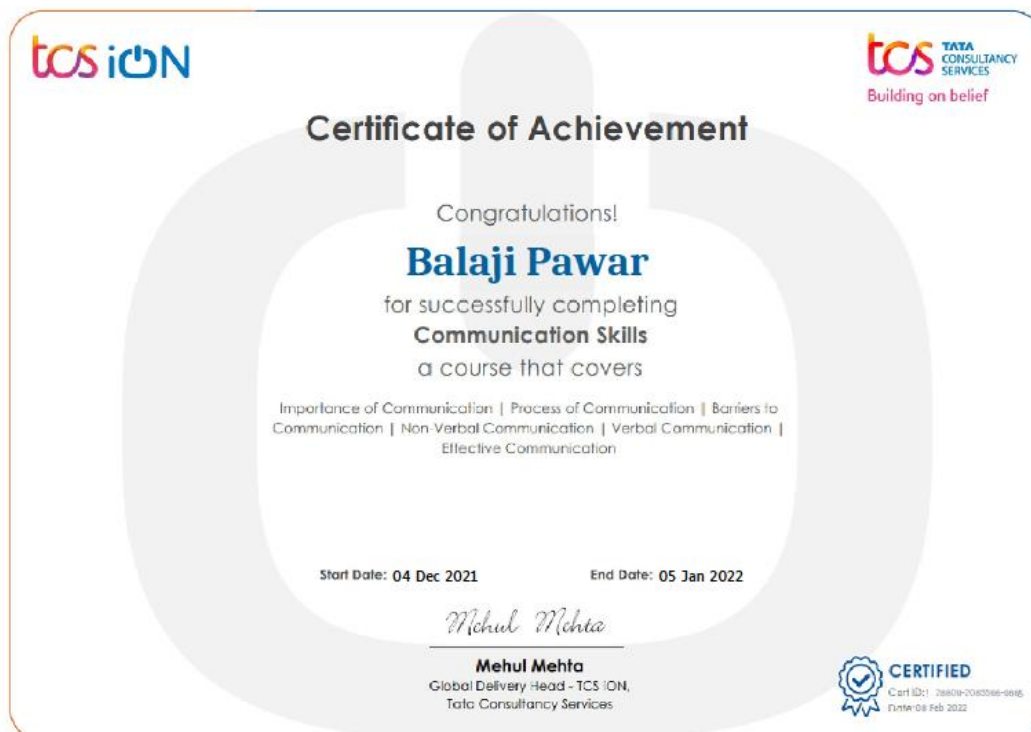 tcs iON
tcs TATA
CONSULTANCY
SERVICES
Building on belief
Certificate of Achievement
Congratulations!
Balaji Pawar
for successfully completing
Communication Skills
a course that covers
Importance of Communication | Process of Communication | Barriers to
Communication | Non-Verbal Communication | Verbal Communication |
Effective Communication
Start Date: 04 Dec 2021 End Date: 05 Jan 2022
Mehul Mehta
Mehul Mehta
Global Delivery Head - TCS iON,
Tata Consultancy Services
CERTIFIED
Cert ID:
Date: 08 Feb 2022